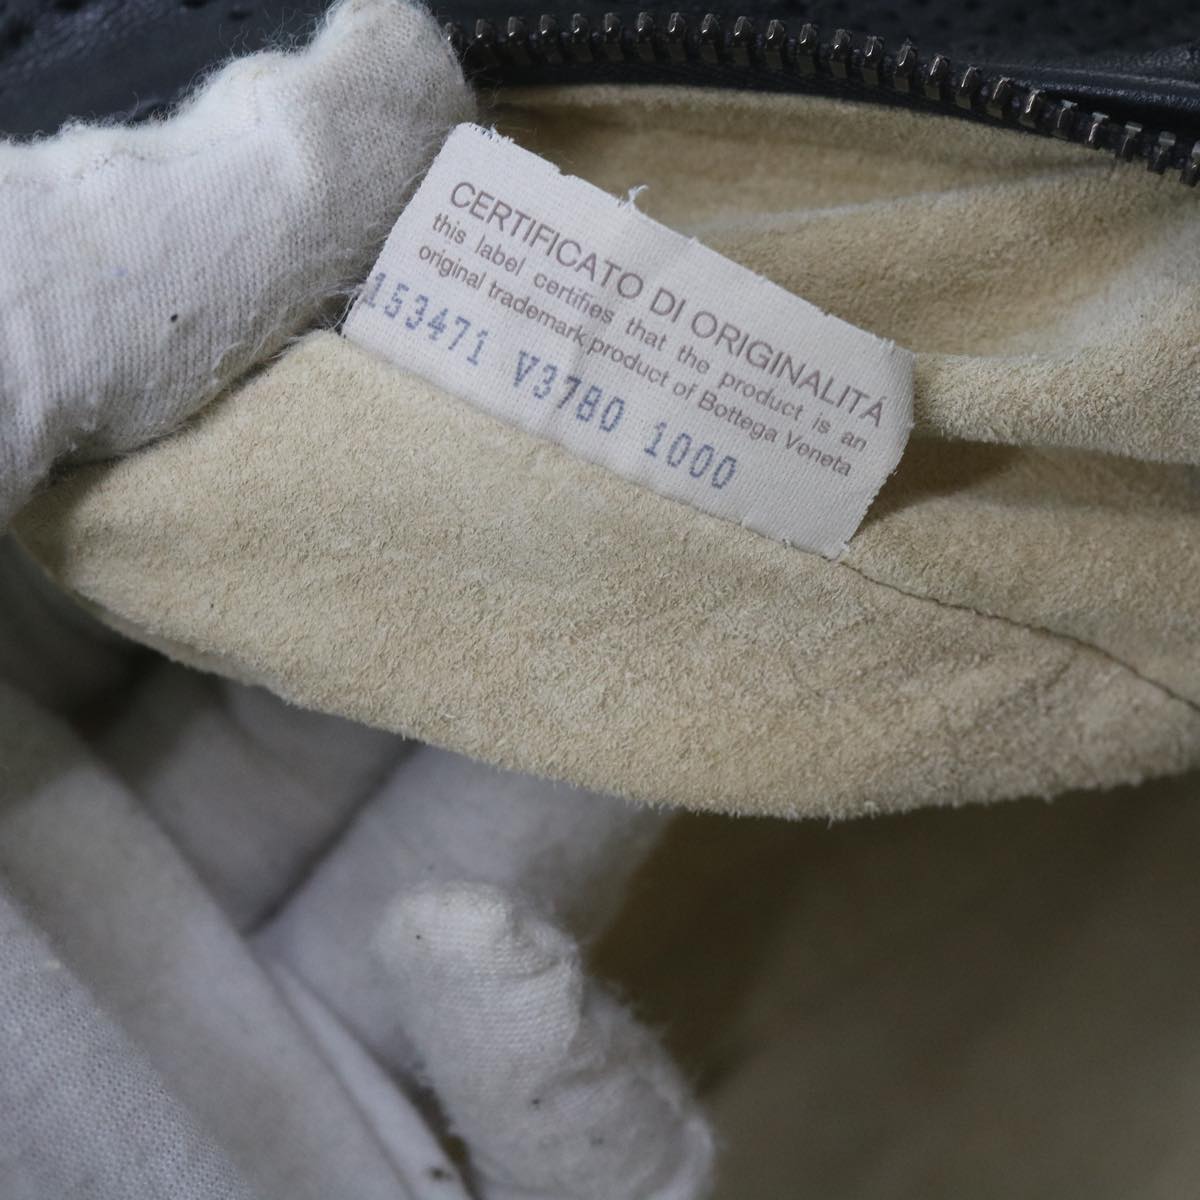 CERTIFICATO DI ORIGINALITÁ
this label certifies that the product is an
original trademark product of Bottega Veneta
153471 V3780 1000